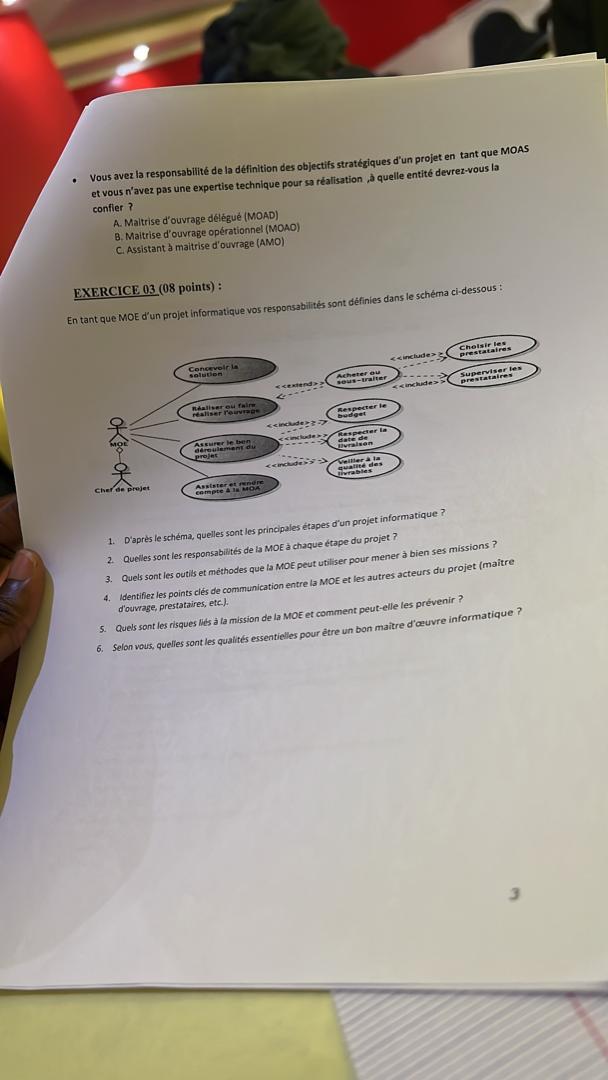 • Vous avez la responsabilité de la définition des objectifs stratégiques d'un projet en tant que MOAS
et vous n'avez pas une expertise technique pour sa réalisation ,à quelle entité devrez-vous la
confier ?
A. Maitrise d'ouvrage délégué (MOAD)
B. Maitrise d'ouvrage opérationnel (MOAO)
C. Assistant à maitrise d'ouvrage (AMO)
EXERCICE 03 (08 points) :
En tant que MOE d'un projet informatique vos responsabilités sont définies dans le schéma ci-dessous :
Concevoir la
solution
Réaliser ou faire
réaliser l'ouvrage
Assurer le bon
déroulement du
projet
Assister et rendre
compte à la MOA
MOE
Chef de projet
<<extend>>
Acheter ou
sous-traiter
<<include>>
Choisir les
prestataires
<<include>>
Superviser les
prestataires
<<include>>
Respecter le
budget
<<include>>
Respecter la
date de
livraison
<<include>>
Veiller à la
qualité des
livrables
1. D'après le schéma, quelles sont les principales étapes d'un projet informatique ?
2. Quelles sont les responsabilités de la MOE à chaque étape du projet ?
3. Quels sont les outils et méthodes que la MOE peut utiliser pour mener à bien ses missions ?
4. Identifiez les points clés de communication entre la MOE et les autres acteurs du projet (maître
d'ouvrage, prestataires, etc.).
5. Quels sont les risques liés à la mission de la MOE et comment peut-elle les prévenir ?
6. Selon vous, quelles sont les qualités essentielles pour être un bon maître d'œuvre informatique ?
3